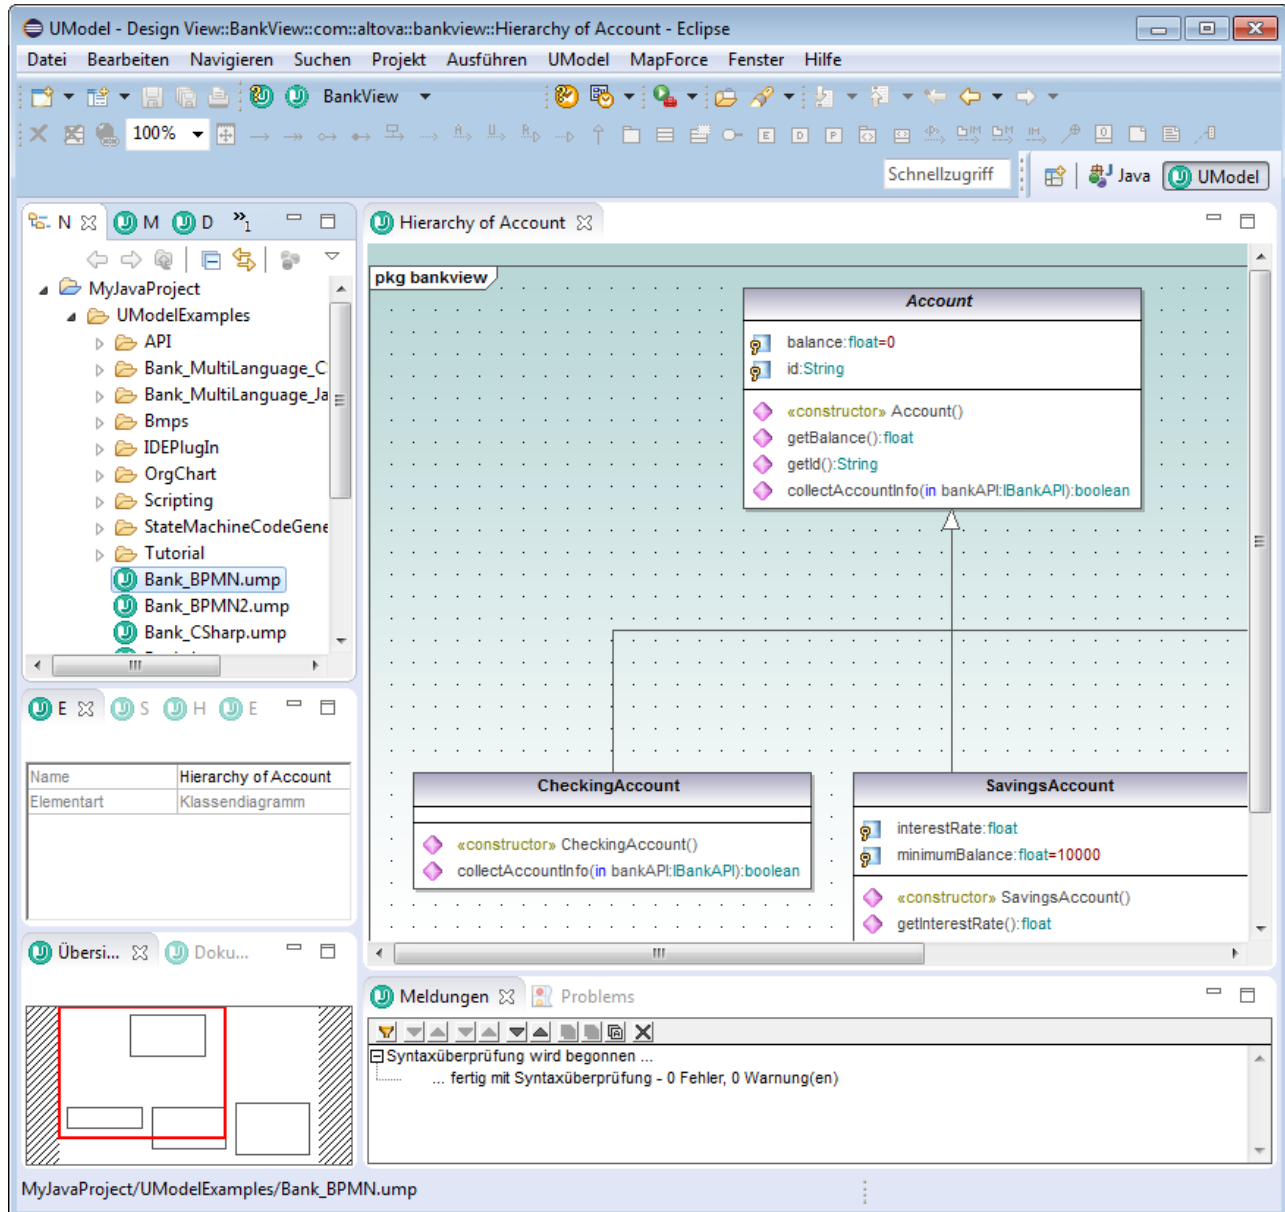 UModel - Design View::BankView::com::altova::bankview::Hierarchy of Account - Eclipse
Datei Bearbeiten Navigieren Suchen Projekt Ausführen UModel MapForce Fenster Hilfe
BankView
100%
Schnellzugriff Java UModel
N M D »1
Hierarchy of Account
MyJavaProject
UModelExamples
API
Bank_MultiLanguage_C
Bank_MultiLanguage_Ja
Bmps
IDEPlugIn
OrgChart
Scripting
StateMachineCodeGene
Tutorial
Bank_BPMN.ump
Bank_BPMN2.ump
Bank_CSharp.ump
pkg bankview
Account
balance:float=0
id:String
«constructor» Account()
getBalance():float
getId():String
collectAccountInfo(in bankAPI:IBankAPI):boolean
CheckingAccount
«constructor» CheckingAccount()
collectAccountInfo(in bankAPI:IBankAPI):boolean
SavingsAccount
interestRate:float
minimumBalance:float=10000
«constructor» SavingsAccount()
getInterestRate():float
E S H E
Name Hierarchy of Account
Elementart Klassendiagramm
Übersi... Doku...
Meldungen Problems
Syntaxüberprüfung wird begonnen ...
... fertig mit Syntaxüberprüfung - 0 Fehler, 0 Warnung(en)
MyJavaProject/UModelExamples/Bank_BPMN.ump